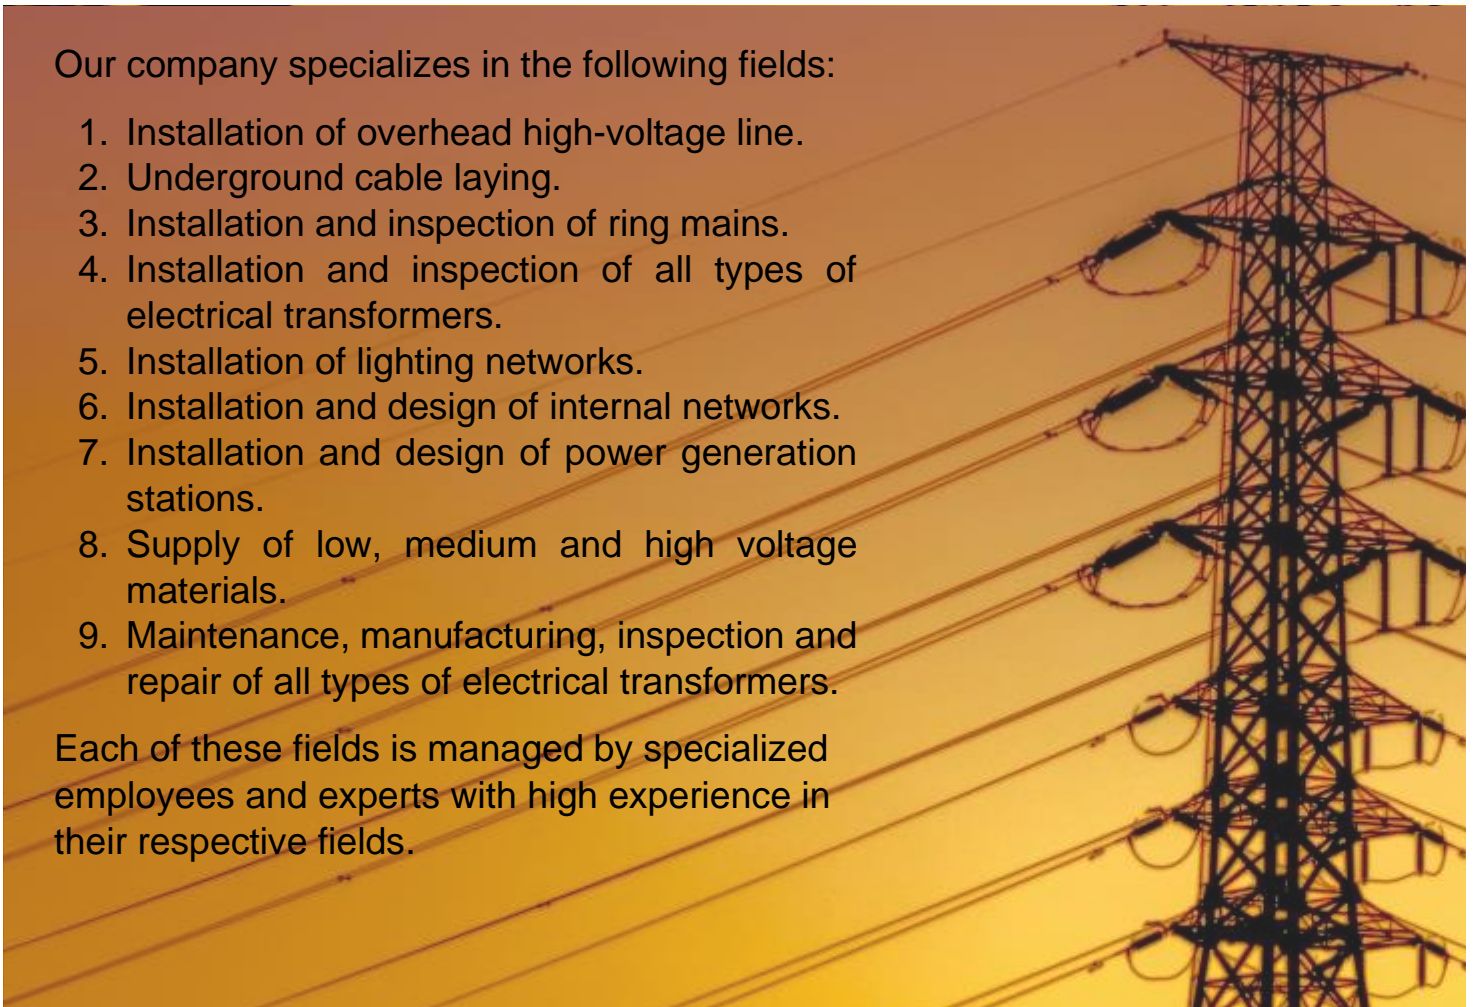 Our company specializes in the following fields:
1. Installation of overhead high-voltage line.
2. Underground cable laying.
3. Installation and inspection of ring mains.
4. Installation and inspection of all types of
electrical transformers.
5. Installation of lighting networks.
6. Installation and design of internal networks.
7. Installation and design of power generation
stations.
8. Supply of low, medium and high voltage
materials.
9. Maintenance, manufacturing, inspection and
repair of all types of electrical transformers.
Each of these fields is managed by specialized
employees and experts with high experience in
their respective fields.